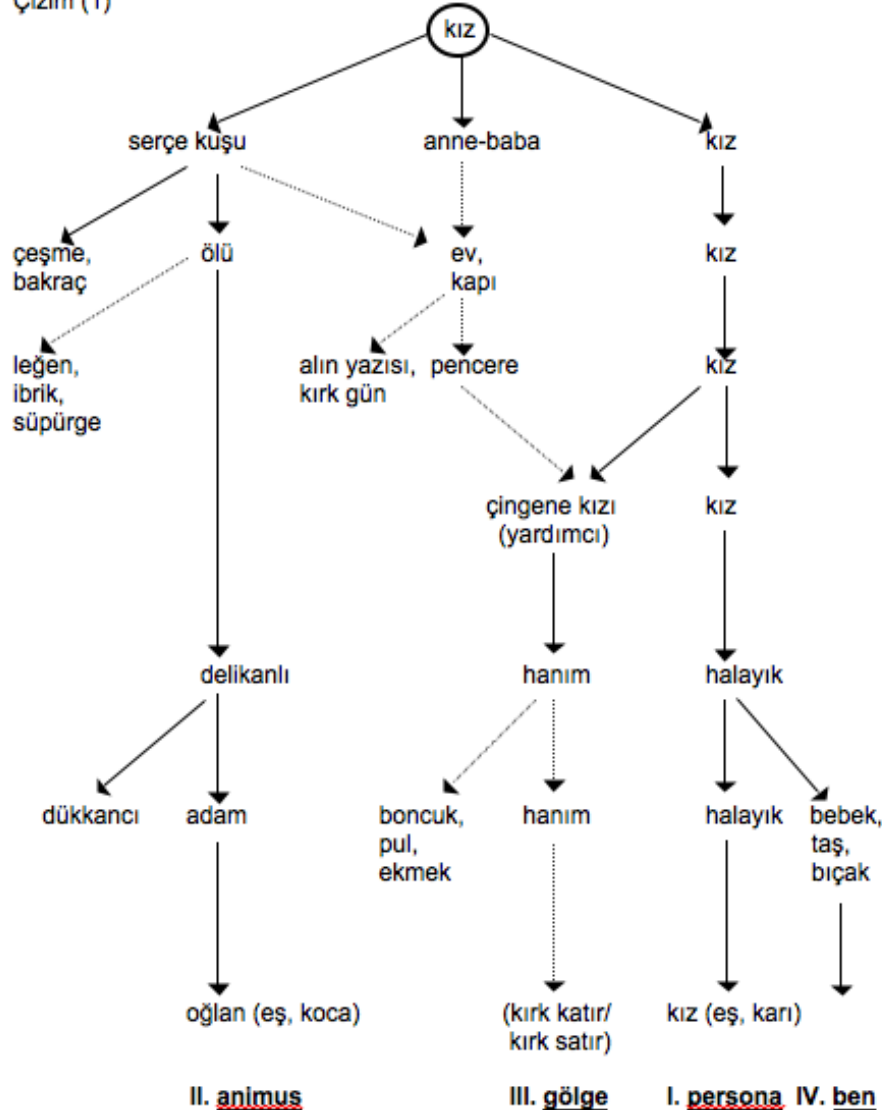 Çizim (1)
kız
serçe kuşu anne-baba kız
çeşme, ölü ev, kız
bakraç kapı
leğen, alın yazısı, pencere kız
ibrik, kırk gün
süpürge
çingene kızı kız
(yardımcı)
delikanlı hanım halayık
dükkancı adam boncuk, hanım halayık bebek,
pul, taş,
ekmek bıçak
oğlan (eş, koca) (kırk katır/ kız (eş, karı)
kırk satır)
II. animus III. gölge I. persona IV. ben